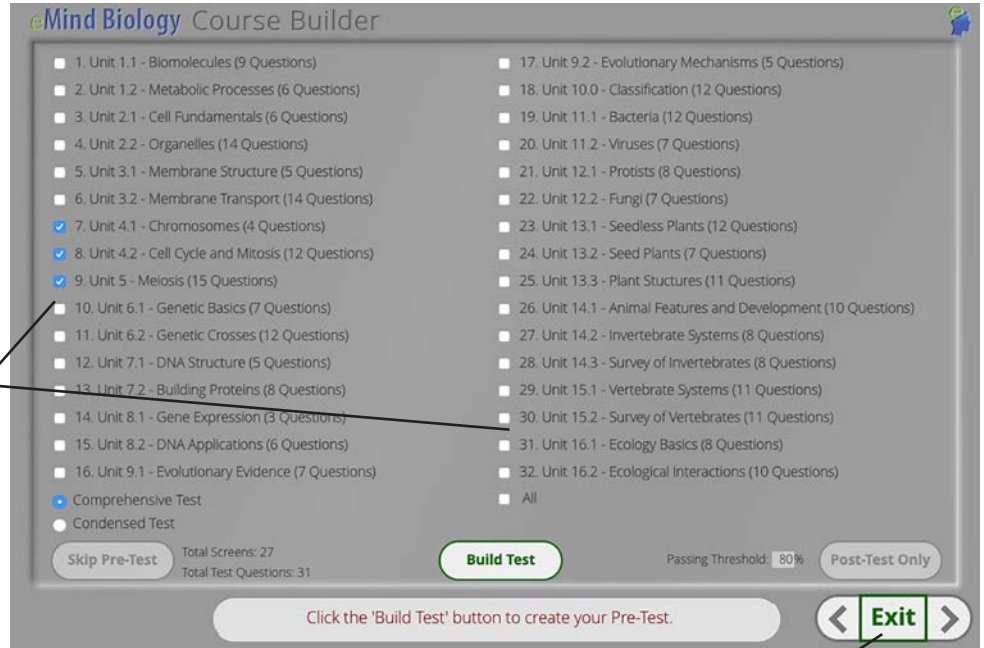 eMind Biology Course Builder
1. Unit 1.1 - Biomolecules (9 Questions)
2. Unit 1.2 - Metabolic Processes (6 Questions)
3. Unit 2.1 - Cell Fundamentals (6 Questions)
4. Unit 2.2 - Organelles (14 Questions)
5. Unit 3.1 - Membrane Structure (5 Questions)
6. Unit 3.2 - Membrane Transport (14 Questions)
7. Unit 4.1 - Chromosomes (4 Questions)
8. Unit 4.2 - Cell Cycle and Mitosis (12 Questions)
9. Unit 5 - Meiosis (15 Questions)
10. Unit 6.1 - Genetic Basics (7 Questions)
11. Unit 6.2 - Genetic Crosses (12 Questions)
12. Unit 7.1 - DNA Structure (5 Questions)
13. Unit 7.2 - Building Proteins (8 Questions)
14. Unit 8.1 - Gene Expression (3 Questions)
15. Unit 8.2 - DNA Applications (6 Questions)
16. Unit 9.1 - Evolutionary Evidence (7 Questions)
Comprehensive Test
Condensed Test
17. Unit 9.2 - Evolutionary Mechanisms (5 Questions)
18. Unit 10.0 - Classification (12 Questions)
19. Unit 11.1 - Bacteria (12 Questions)
20. Unit 11.2 - Viruses (7 Questions)
21. Unit 12.1 - Protists (8 Questions)
22. Unit 12.2 - Fungi (7 Questions)
23. Unit 13.1 - Seedless Plants (12 Questions)
24. Unit 13.2 - Seed Plants (7 Questions)
25. Unit 13.3 - Plant Stuctures (11 Questions)
26. Unit 14.1 - Animal Features and Development (10 Questions)
27. Unit 14.2 - Invertebrate Systems (8 Questions)
28. Unit 14.3 - Survey of Invertebrates (8 Questions)
29. Unit 15.1 - Vertebrate Systems (11 Questions)
30. Unit 15.2 - Survey of Vertebrates (11 Questions)
31. Unit 16.1 - Ecology Basics (8 Questions)
32. Unit 16.2 - Ecological Interactions (10 Questions)
All
Skip Pre-Test
Total Screens: 27
Total Test Questions: 31
Build Test
Passing Threshold: 80%
Post-Test Only
Click the 'Build Test' button to create your Pre-Test.
Exit